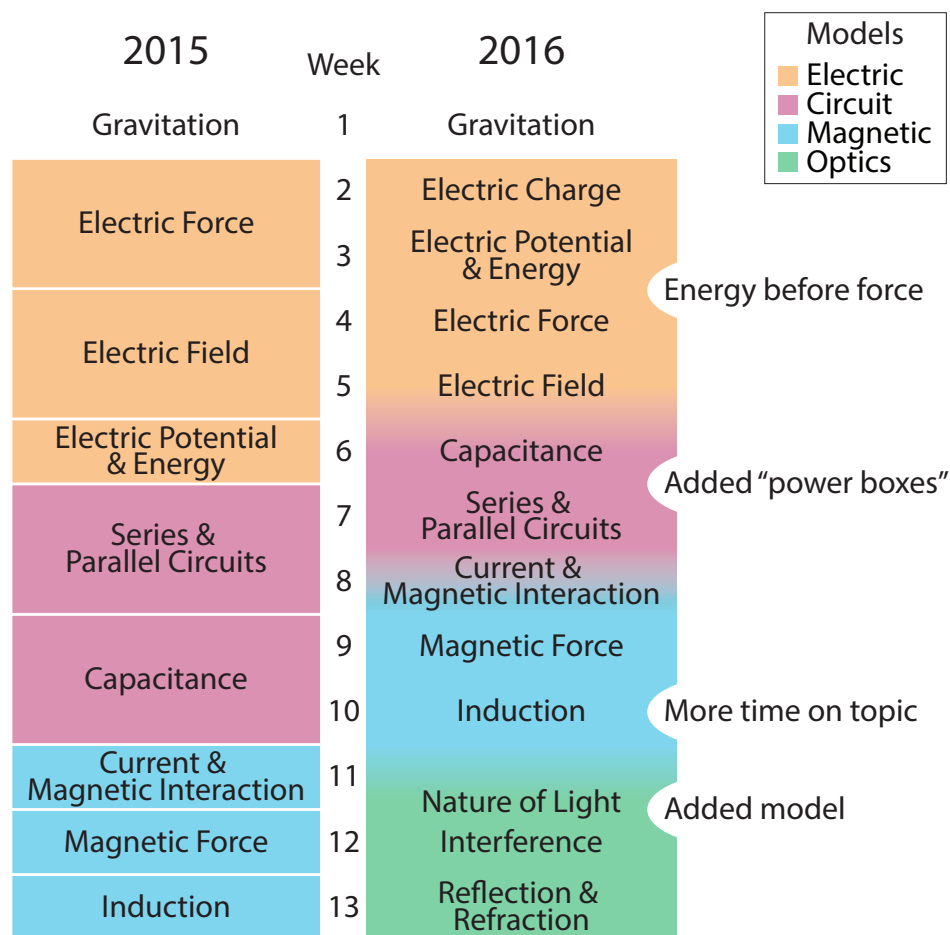 2015
Week
2016
Models
Electric
Circuit
Magnetic
Optics
Gravitation
1
Gravitation
Electric Force
2
Electric Charge
3
Electric Potential
& Energy
Energy before force
Electric Field
4
Electric Force
5
Electric Field
Electric Potential
& Energy
6
Capacitance
Added “power boxes”
Series &
Parallel Circuits
7
Series &
Parallel Circuits
8
Current &
Magnetic Interaction
Capacitance
9
Magnetic Force
10
Induction
More time on topic
Current &
Magnetic Interaction
11
Nature of Light
Added model
Magnetic Force
12
Interference
Induction
13
Reflection &
Refraction